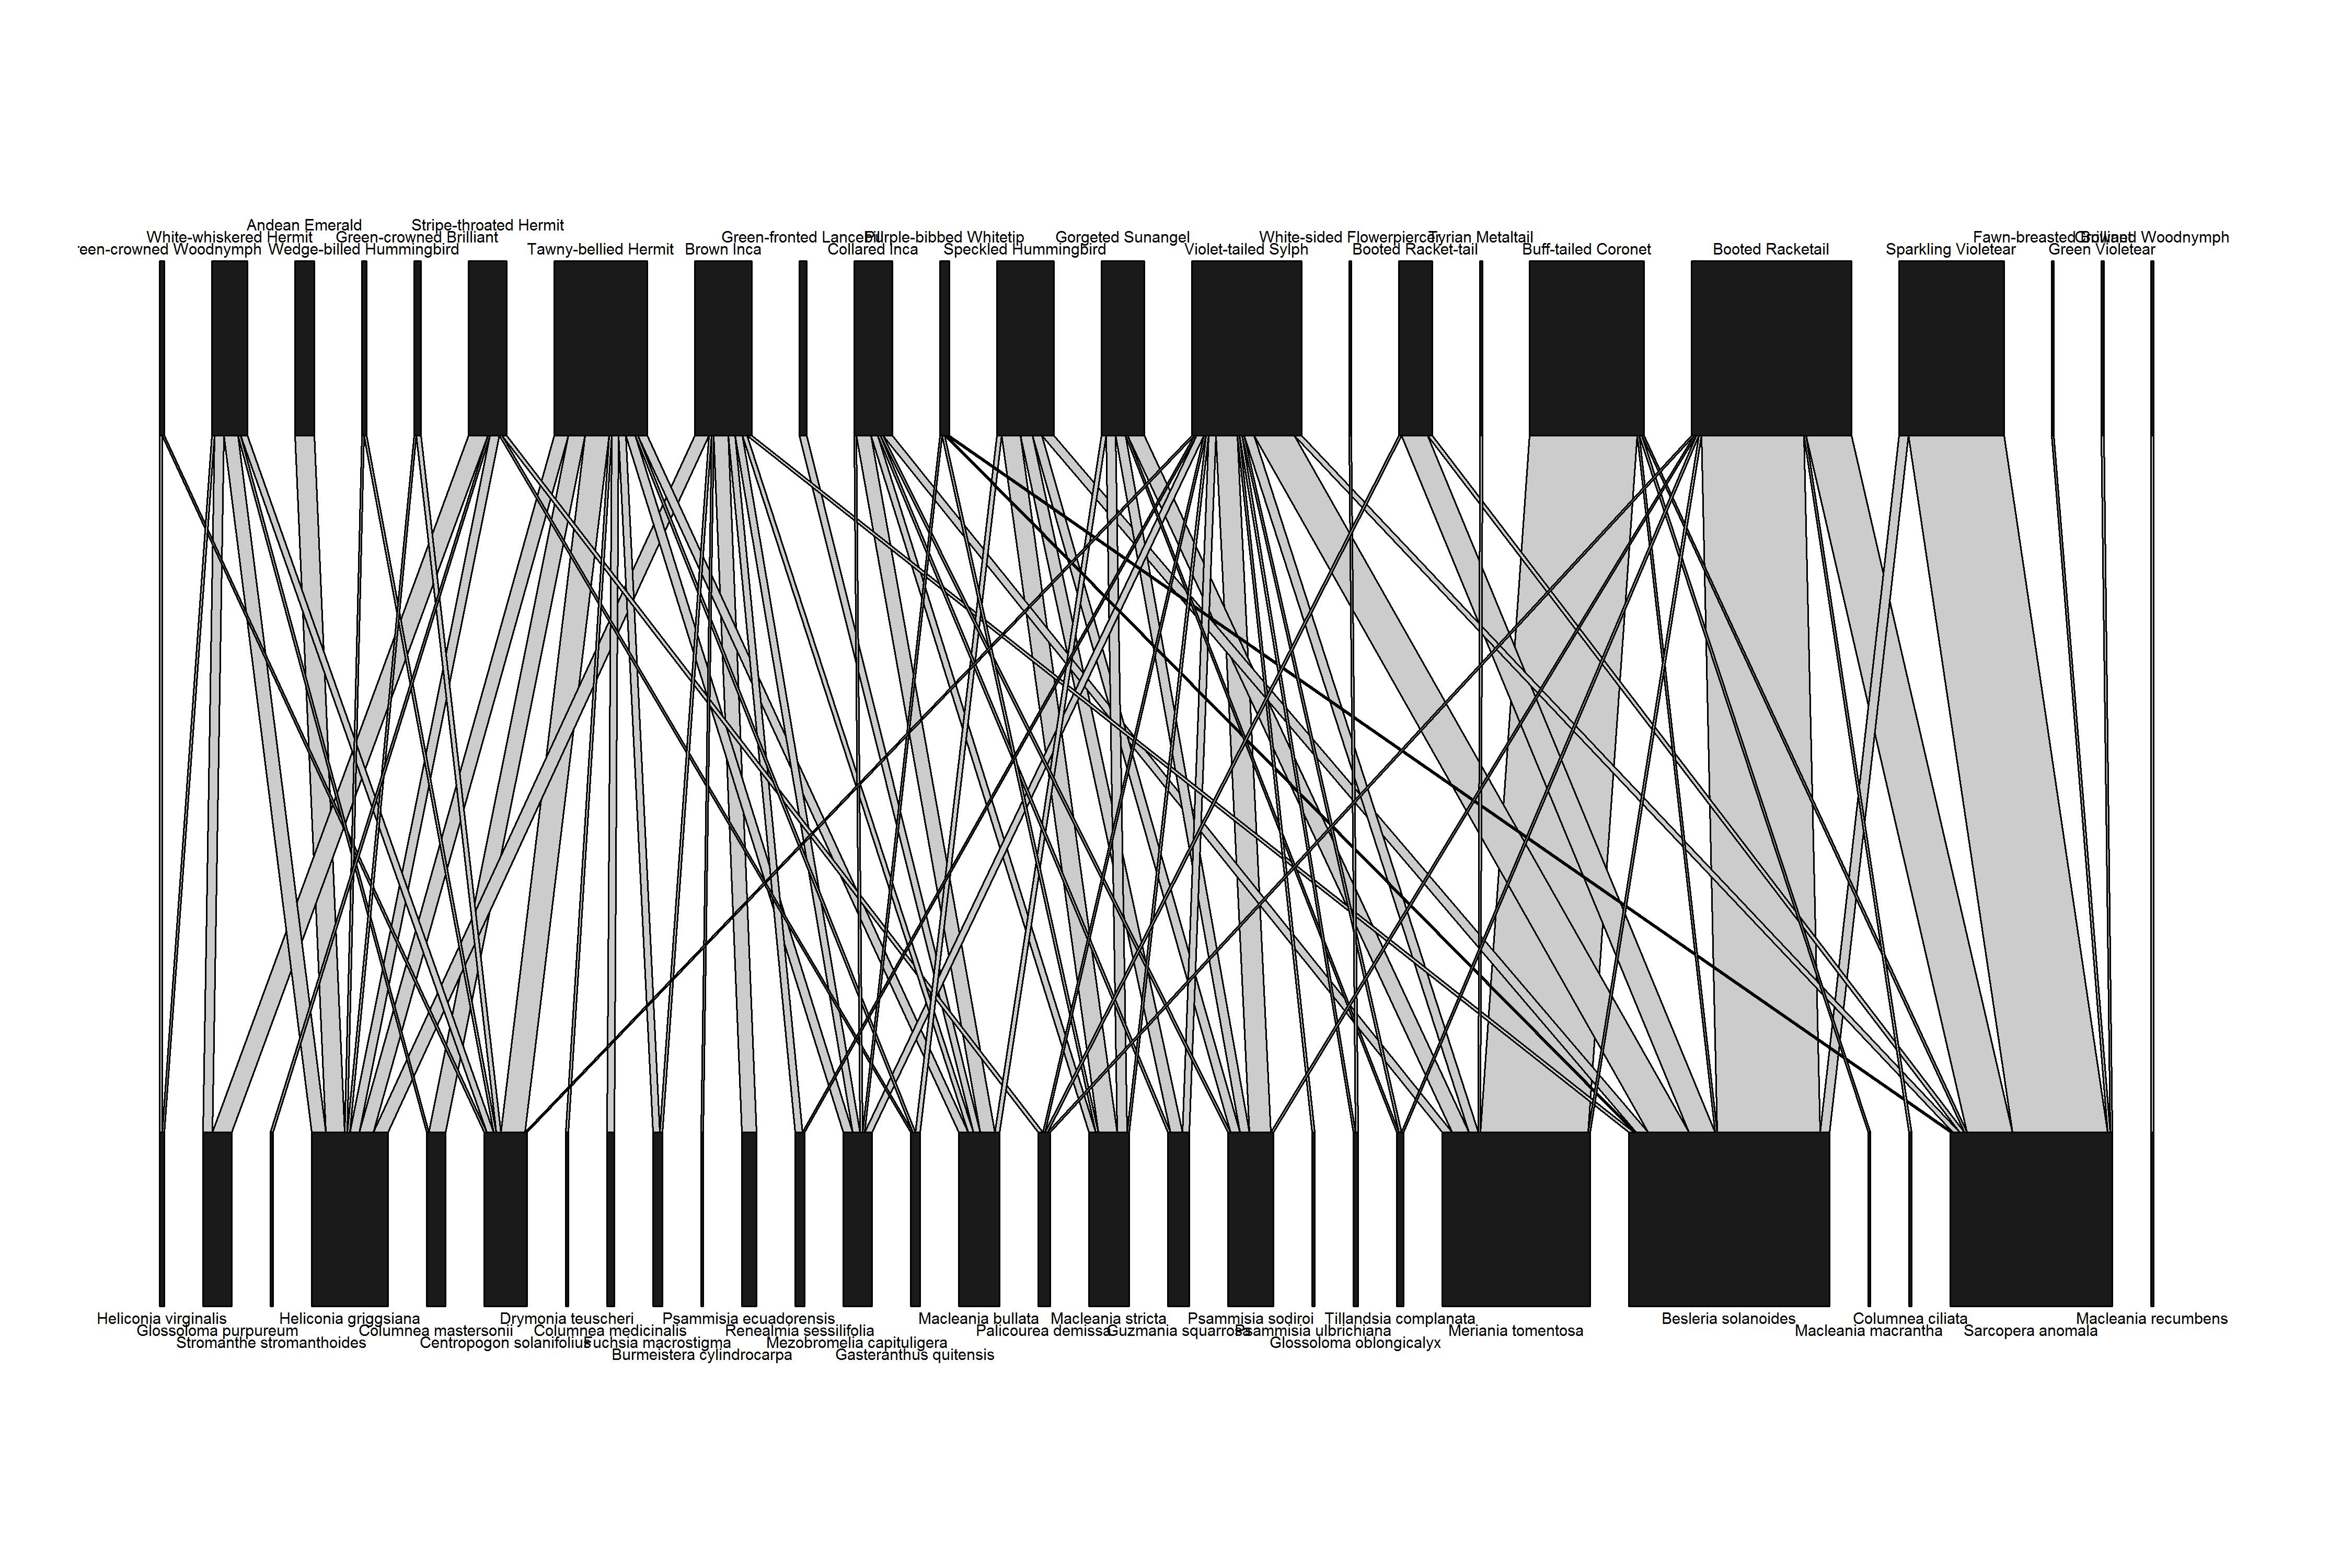 Andean Emerald
Stripe-throated Hermit
White-whiskered Hermit
Green-crowned Brilliant
Green-fronted Lancebill
Purple-bibbed Whitetip
Gorgeted Sunangel
White-sided Flowerpiercer
Tyrian Metaltail
Fawn-breasted Brilliant
Crowned Woodnymph
reen-crowned Woodnymph
Wedge-billed Hummingbird
Tawny-bellied Hermit
Brown Inca
Collared Inca
Speckled Hummingbird
Violet-tailed Sylph
Booted Racket-tail
Buff-tailed Coronet
Booted Racketail
Sparkling Violetear
Green Violetear
Heliconia virginalis
Heliconia griggsiana
Drymonia teuscheri
Psammisia ecuadorensis
Macleania bullata
Macleania stricta
Psammisia sodiroi
Tillandsia complanata
Besleria solanoides
Columnea ciliata
Macleania recumbens
Glossoloma purpureum
Columnea mastersonii
Columnea medicinalis
Renealmia sessilifolia
Palicourea demissa
Guzmania squarrosa
Psammisia ulbrichiana
Meriania tomentosa
Macleania macrantha
Sarcopera anomala
Stromanthe stromanthoides
Centropogon solanifolius
Fuchsia macrostigma
Mezobromelia capituligera
Glossoloma oblongicalyx
Burmeistera cylindrocarpa
Gasteranthus quitensis